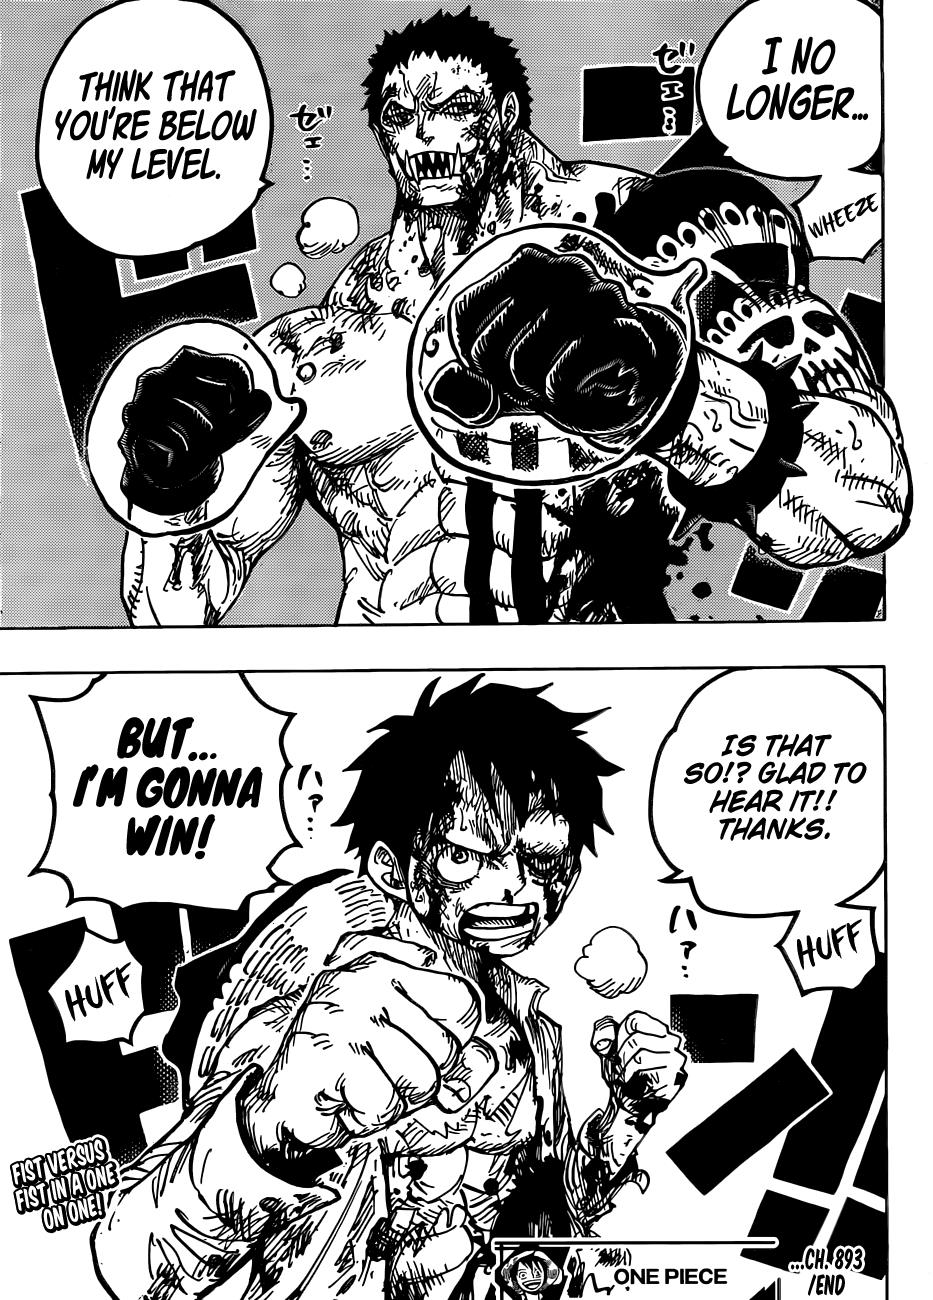 I NO
LONGER...
WHEEZE
ゼェ…
THINK THAT
YOU'RE BELOW
MY LEVEL.
ゼェ…
IS THAT
SO!? GLAD TO
HEAR IT!!
THANKS.
HUFF
ハァ…
BUT...
I'M GONNA
WIN!
ハァ…
HUFF
FIST VERSUS
FIST IN A ONE
ON ONE!
ONE PIECE
...CH. 893
/END